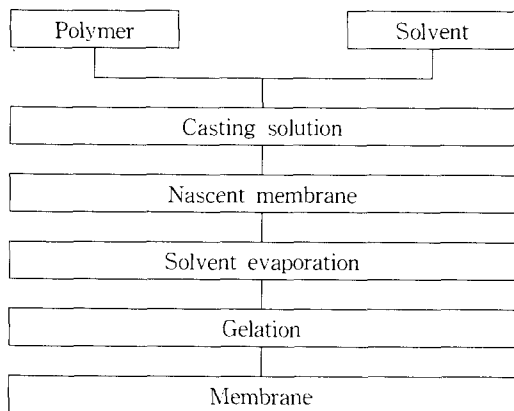 Polymer
Solvent
Casting solution
Nascent membrane
Solvent evaporation
Gelation
Membrane